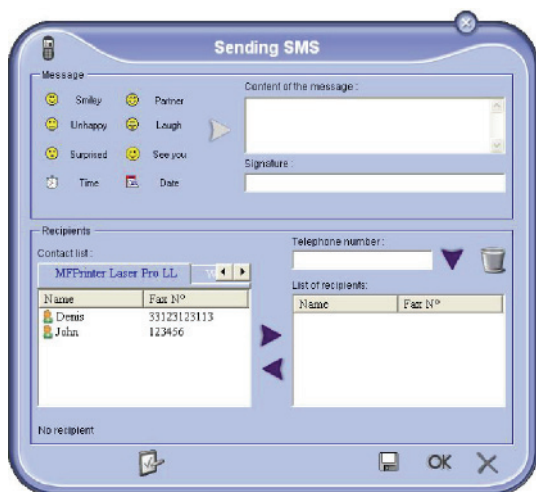 Sending SMS
Message
Smiley Partner
Unhappy Laugh
Surprised See you
Time Date
Content of the message :
Signature :
Recipients
Contact list :
MFPrinter Laser Pro LL
Name Fax N°
Denis 33123123113
John 123456
No recipient
Telephone number :
List of recipients:
Name Fax N°
OK